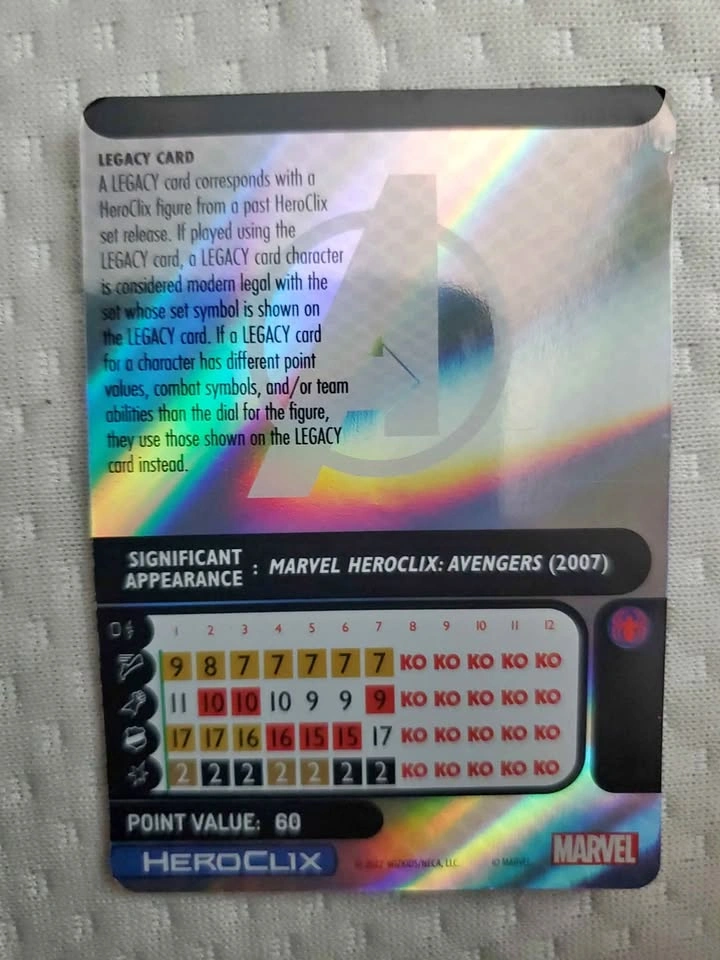 LEGACY CARD
A LEGACY card corresponds with a
HeroClix figure from a past HeroClix
set release. If played using the
LEGACY card, a LEGACY card character
is considered modern legal with the
set whose set symbol is shown on
the LEGACY card. If a LEGACY card
for a character has different point
values, combat symbols, and/or team
abilities than the dial for the figure,
they use those shown on the LEGACY
card instead.
SIGNIFICANT APPEARANCE : MARVEL HEROCLIX: AVENGERS (2007)
0
1 2 3 4 5 6 7 8 9 10 11 12
9 8 7 7 7 7 7 KO KO KO KO KO
11 10 10 10 9 9 9 KO KO KO KO KO
17 17 16 16 15 15 17 KO KO KO KO KO
2 2 2 2 2 2 2 KO KO KO KO KO
POINT VALUE: 60
HEROCLIX
© 2022 WIZKIDS/NECA, LLC. © MARVEL
MARVEL